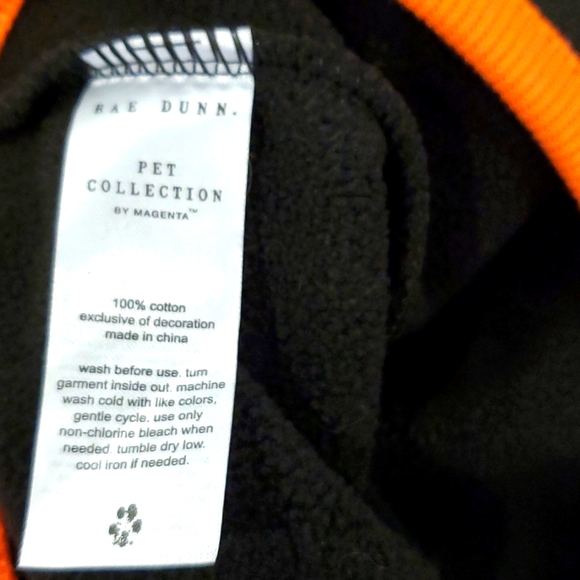 RAE DUNN.
PET
COLLECTION
BY MAGENTA™
100% cotton
exclusive of decoration
made in china
wash before use. turn
garment inside out. machine
wash cold with like colors,
gentle cycle. use only
non-chlorine bleach when
needed. tumble dry low.
cool iron if needed.